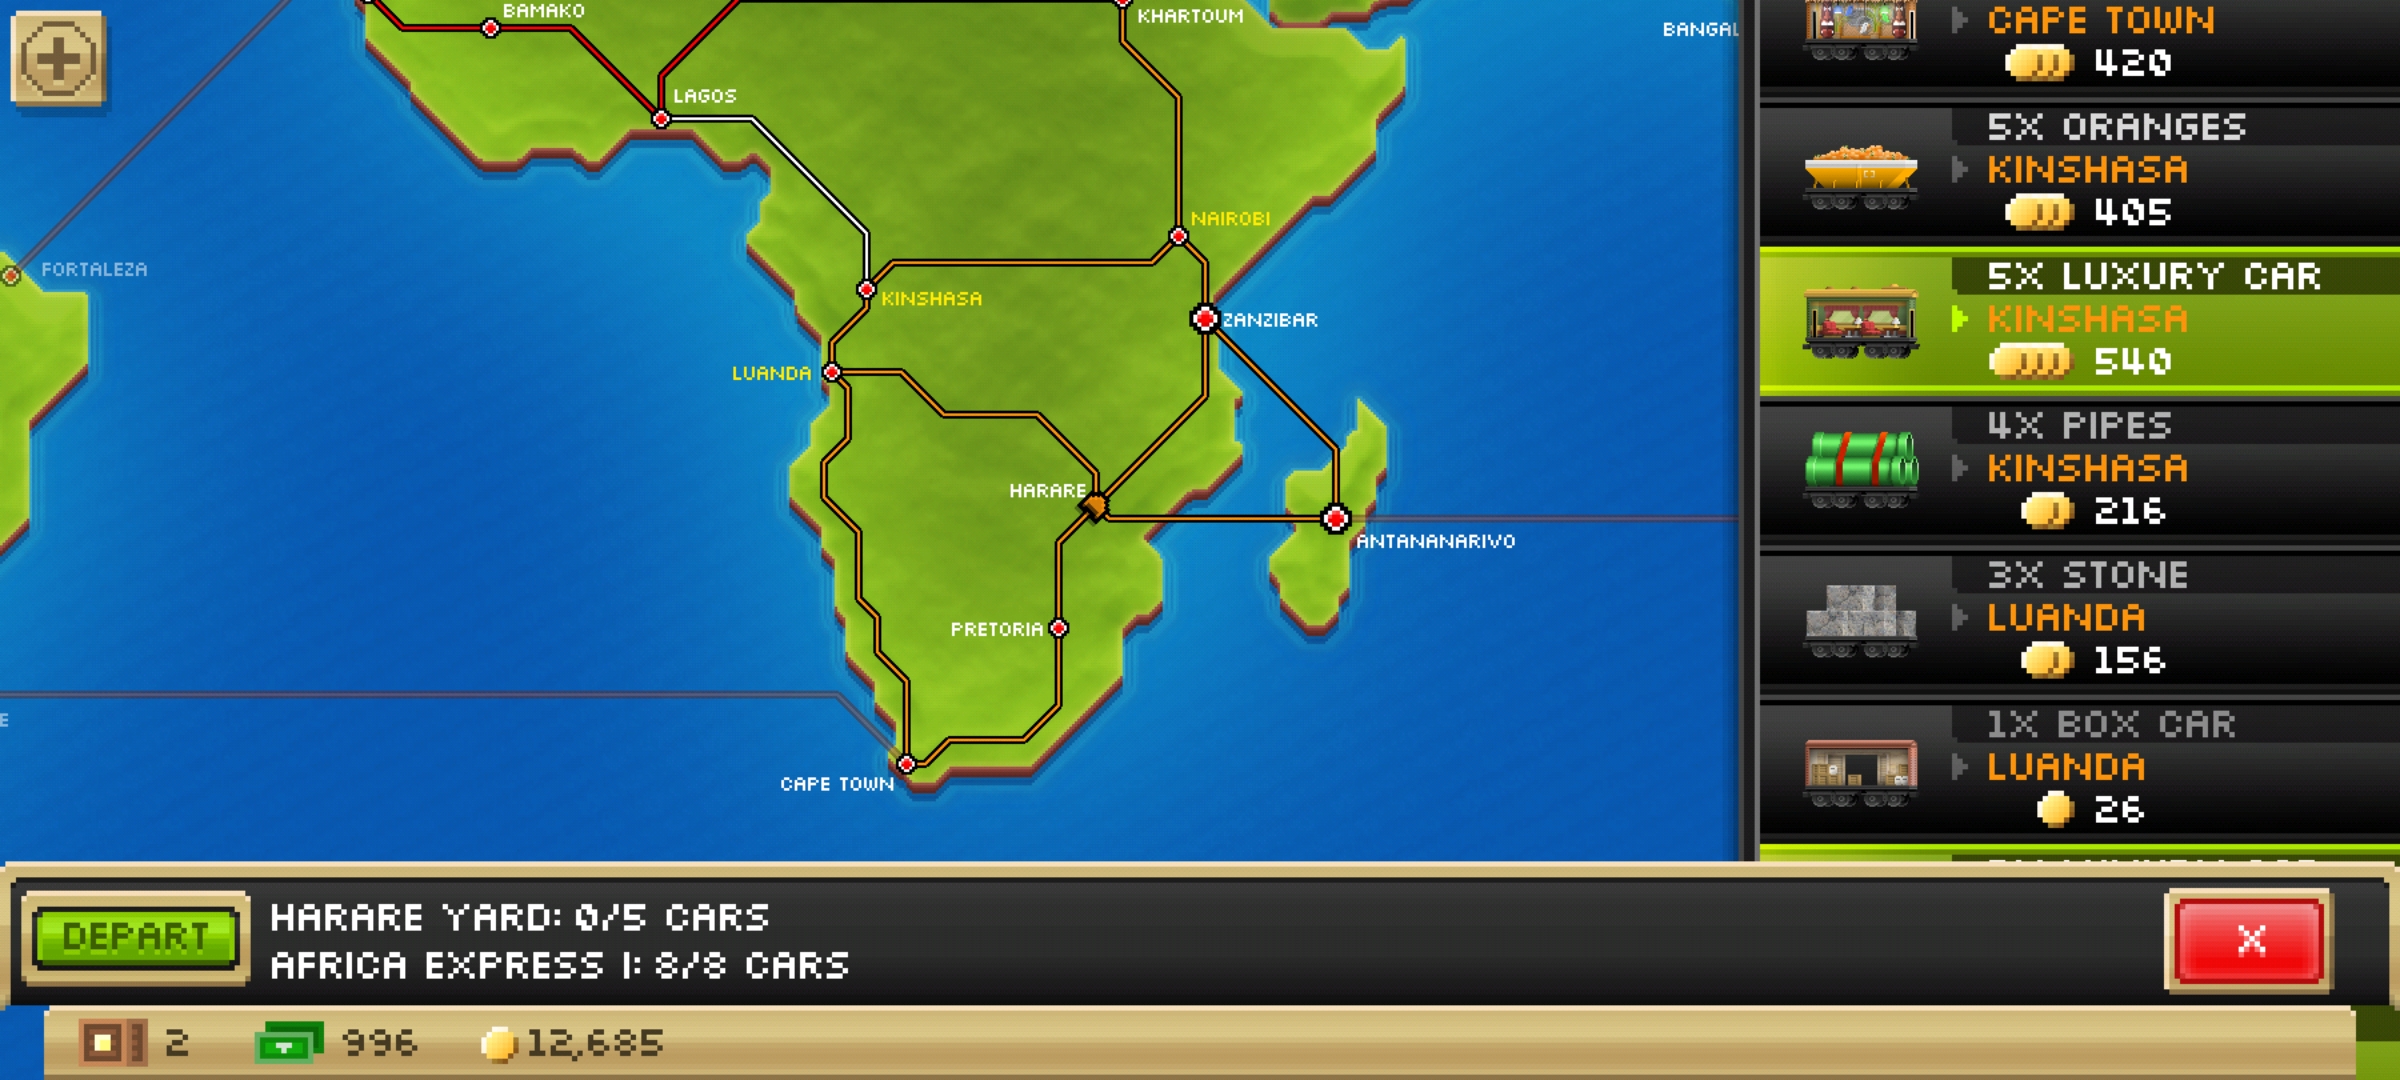 BAMAKO
KHARTOUM
BANGAL
LAGOS
NAIROBI
FORTALEZA
KINSHASA
ZANZIBAR
LUANDA
HARARE
ANTANANARIVO
PRETORIA
CAPE TOWN
E
CAPE TOWN
420
5X ORANGES
KINSHASA
405
5X LUXURY CAR
KINSHASA
540
4X PIPES
KINSHASA
216
3X STONE
LUANDA
156
1X BOX CAR
LUANDA
26
DEPART
HARARE YARD: 0/5 CARS
AFRICA EXPRESS I: 8/8 CARS
X
2
996
12,685